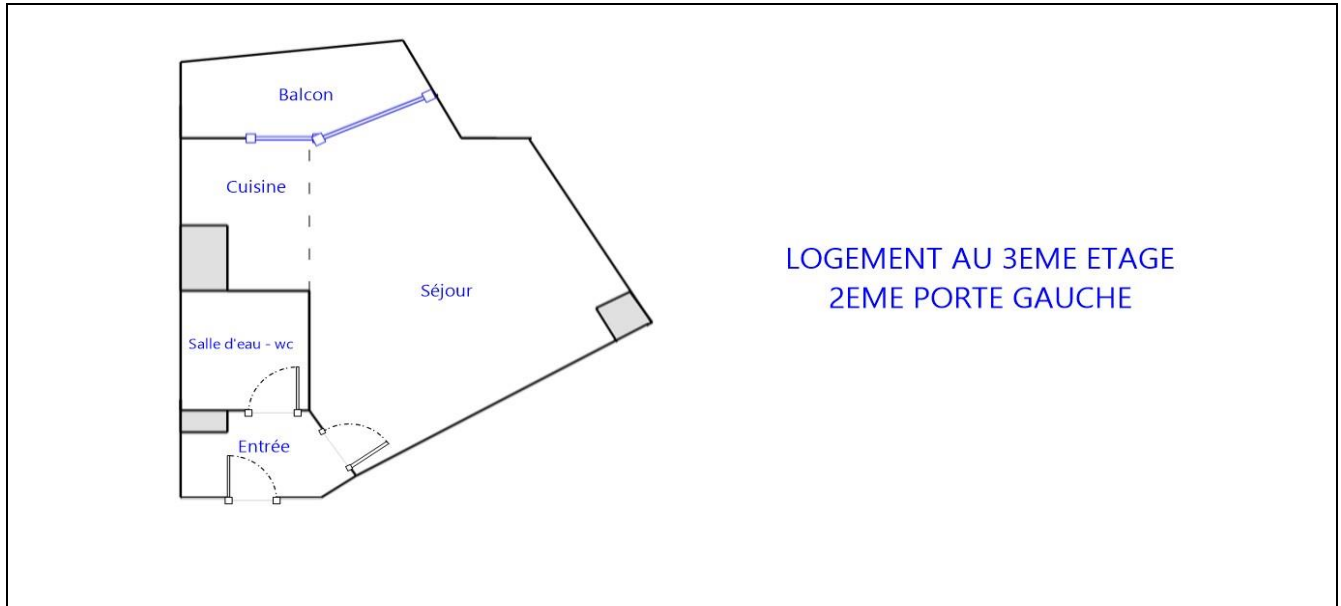 Balcon
Cuisine
Séjour
Salle d'eau - wc
Entrée
LOGEMENT AU 3EME ETAGE
2EME PORTE GAUCHE